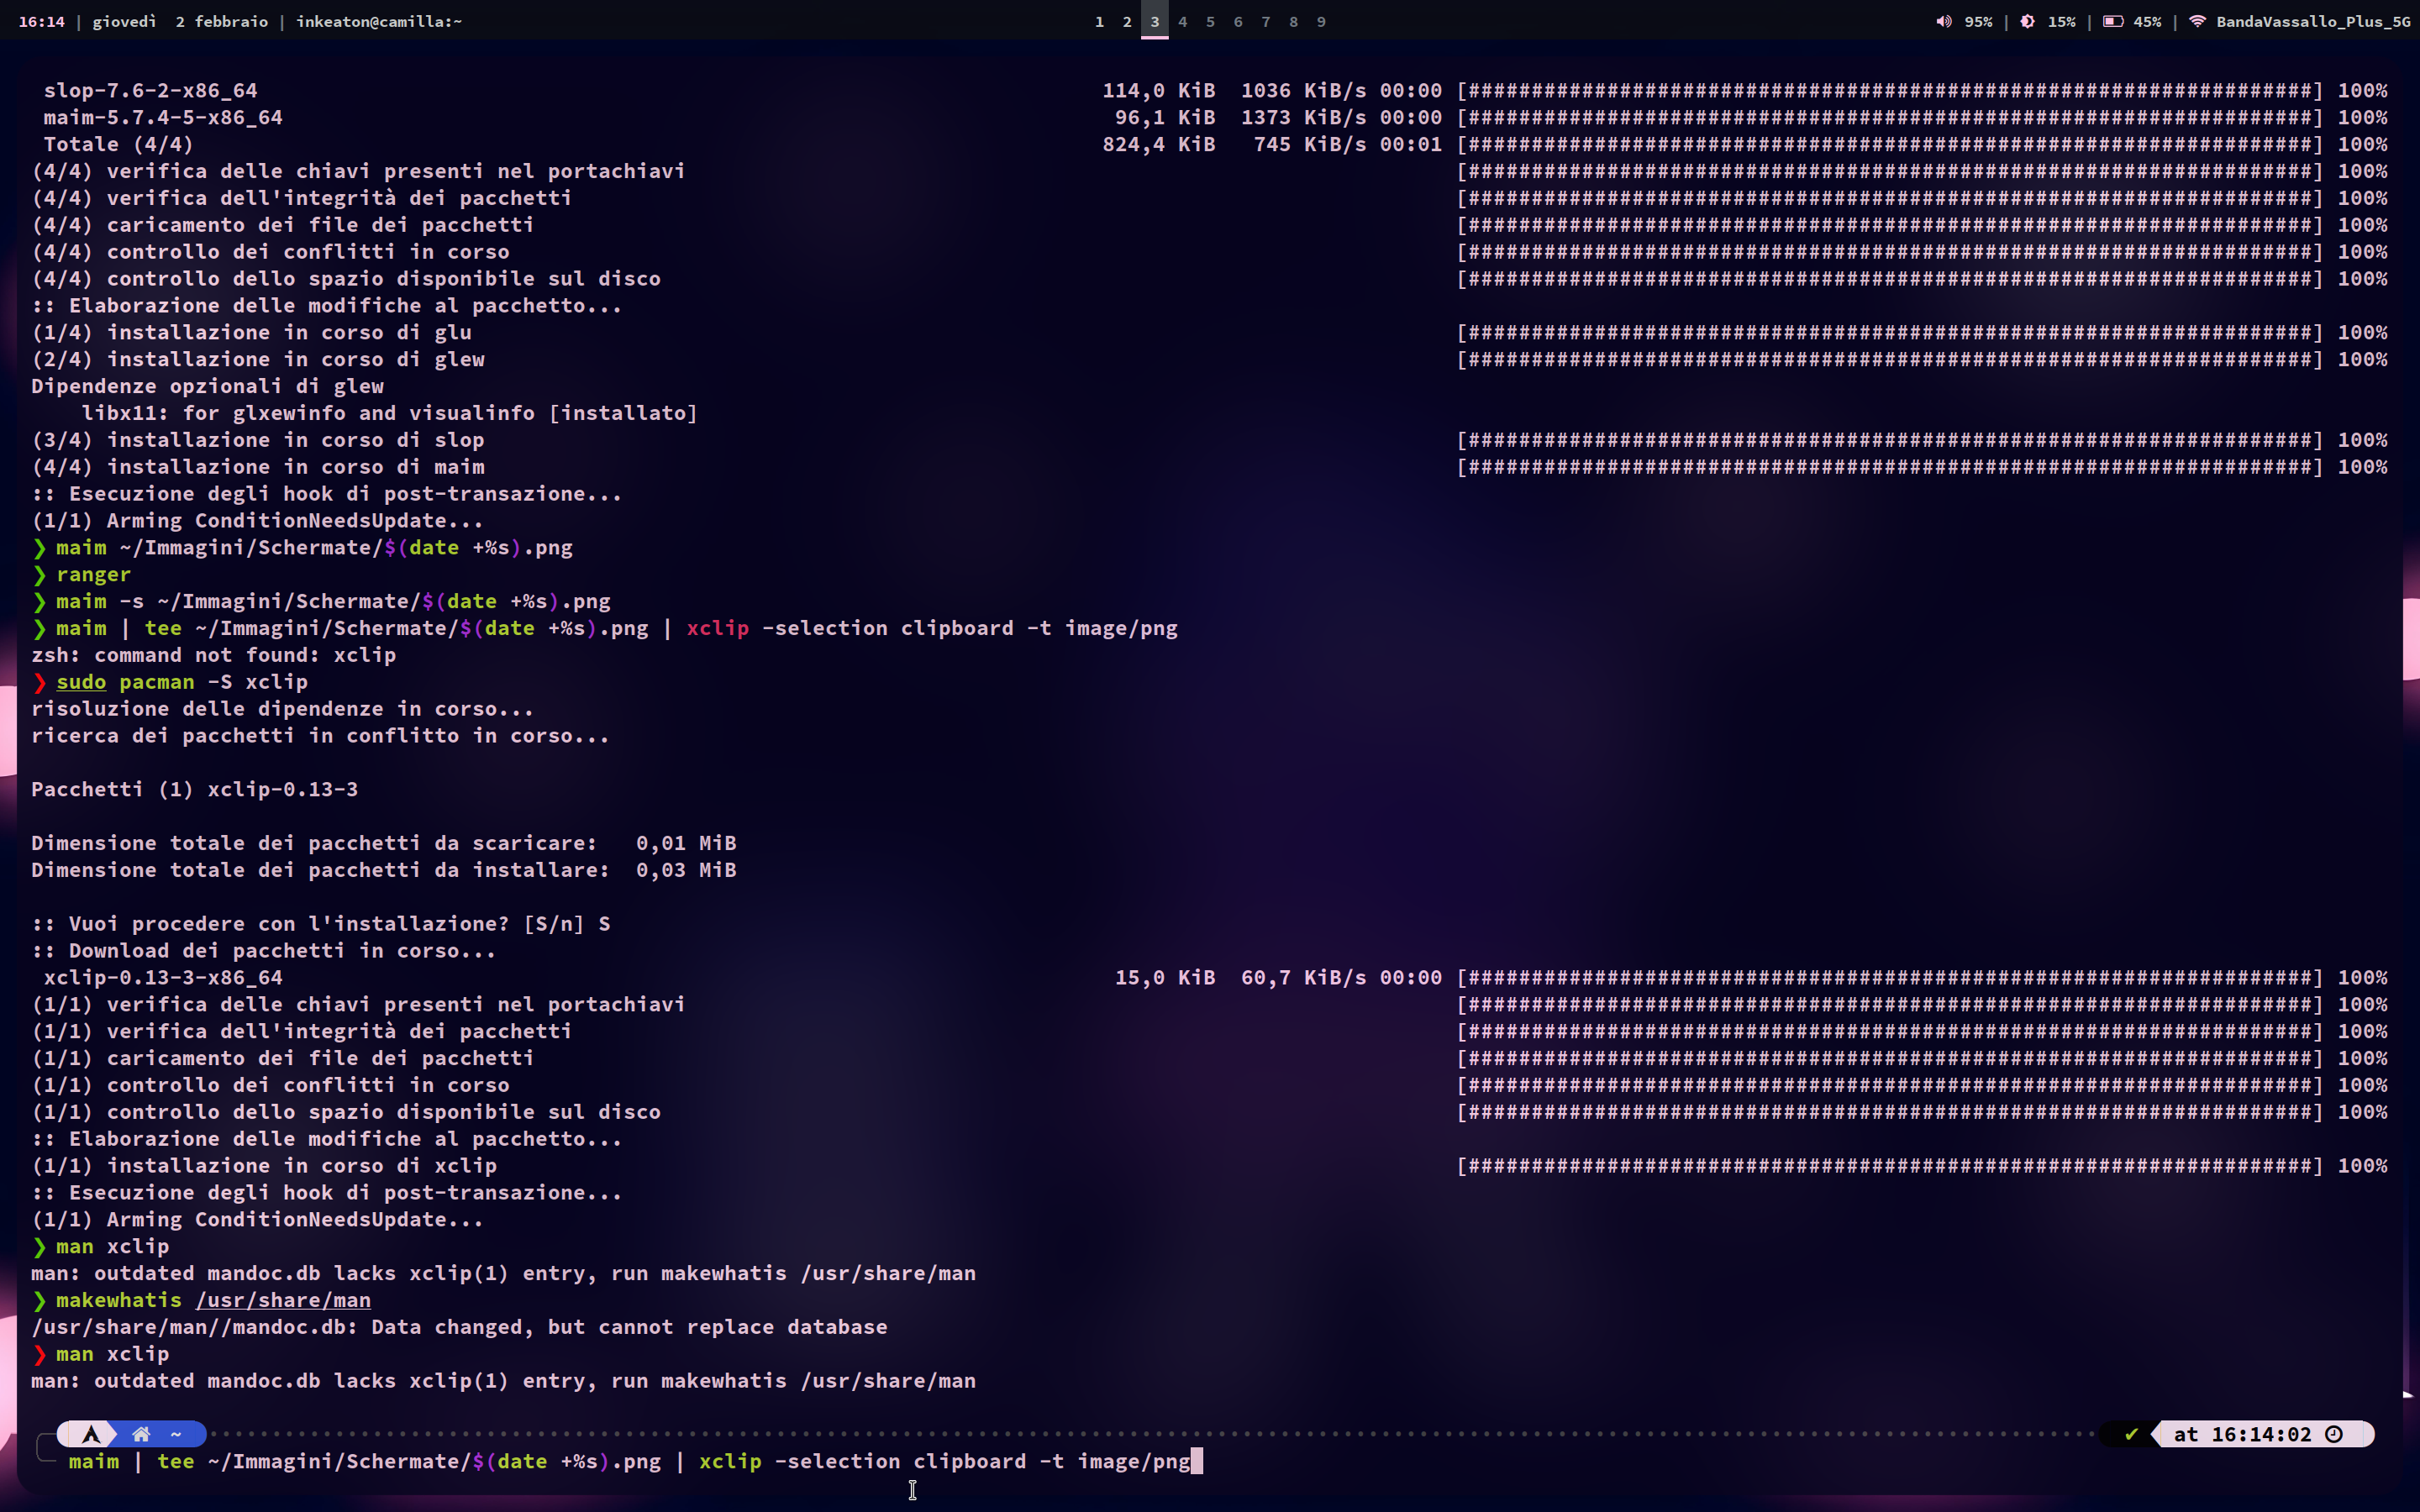 16:14 | giovedì 2 febbraio | inkeaton@camilla:~ 1 2 3 4 5 6 7 8 9 95% | 15% | 45% | BandaVassallo_Plus_5G
slop-7.6-2-x86_64 114,0 KiB 1036 KiB/s 00:00 [###################################################################] 100%
maim-5.7.4-5-x86_64 96,1 KiB 1373 KiB/s 00:00 [###################################################################] 100%
Totale (4/4) 824,4 KiB 745 KiB/s 00:01 [###################################################################] 100%
(4/4) verifica delle chiavi presenti nel portachiavi [###################################################################] 100%
(4/4) verifica dell'integrità dei pacchetti [###################################################################] 100%
(4/4) caricamento dei file dei pacchetti [###################################################################] 100%
(4/4) controllo dei conflitti in corso [###################################################################] 100%
(4/4) controllo dello spazio disponibile sul disco [###################################################################] 100%
:: Elaborazione delle modifiche al pacchetto...
(1/4) installazione in corso di glu [###################################################################] 100%
(2/4) installazione in corso di glew [###################################################################] 100%
Dipendenze opzionali di glew
libx11: for glxewinfo and visualinfo [installato]
(3/4) installazione in corso di slop [###################################################################] 100%
(4/4) installazione in corso di maim [###################################################################] 100%
:: Esecuzione degli hook di post-transazione...
(1/1) Arming ConditionNeedsUpdate...
❯ maim ~/Immagini/Schermate/$(date +%s).png
❯ ranger
❯ maim -s ~/Immagini/Schermate/$(date +%s).png
❯ maim | tee ~/Immagini/Schermate/$(date +%s).png | xclip -selection clipboard -t image/png
zsh: command not found: xclip
❯ sudo pacman -S xclip
risoluzione delle dipendenze in corso...
ricerca dei pacchetti in conflitto in corso...
Pacchetti (1) xclip-0.13-3
Dimensione totale dei pacchetti da scaricare: 0,01 MiB
Dimensione totale dei pacchetti da installare: 0,03 MiB
:: Vuoi procedere con l'installazione? [S/n] S
:: Download dei pacchetti in corso...
xclip-0.13-3-x86_64 15,0 KiB 60,7 KiB/s 00:00 [###################################################################] 100%
(1/1) verifica delle chiavi presenti nel portachiavi [###################################################################] 100%
(1/1) verifica dell'integrità dei pacchetti [###################################################################] 100%
(1/1) caricamento dei file dei pacchetti [###################################################################] 100%
(1/1) controllo dei conflitti in corso [###################################################################] 100%
(1/1) controllo dello spazio disponibile sul disco [###################################################################] 100%
:: Elaborazione delle modifiche al pacchetto...
(1/1) installazione in corso di xclip [###################################################################] 100%
:: Esecuzione degli hook di post-transazione...
(1/1) Arming ConditionNeedsUpdate...
❯ man xclip
man: outdated mandoc.db lacks xclip(1) entry, run makewhatis /usr/share/man
❯ makewhatis /usr/share/man
/usr/share/man//mandoc.db: Data changed, but cannot replace database
❯ man xclip
man: outdated mandoc.db lacks xclip(1) entry, run makewhatis /usr/share/man
~ ✔ at 16:14:02
maim | tee ~/Immagini/Schermate/$(date +%s).png | xclip -selection clipboard -t image/png